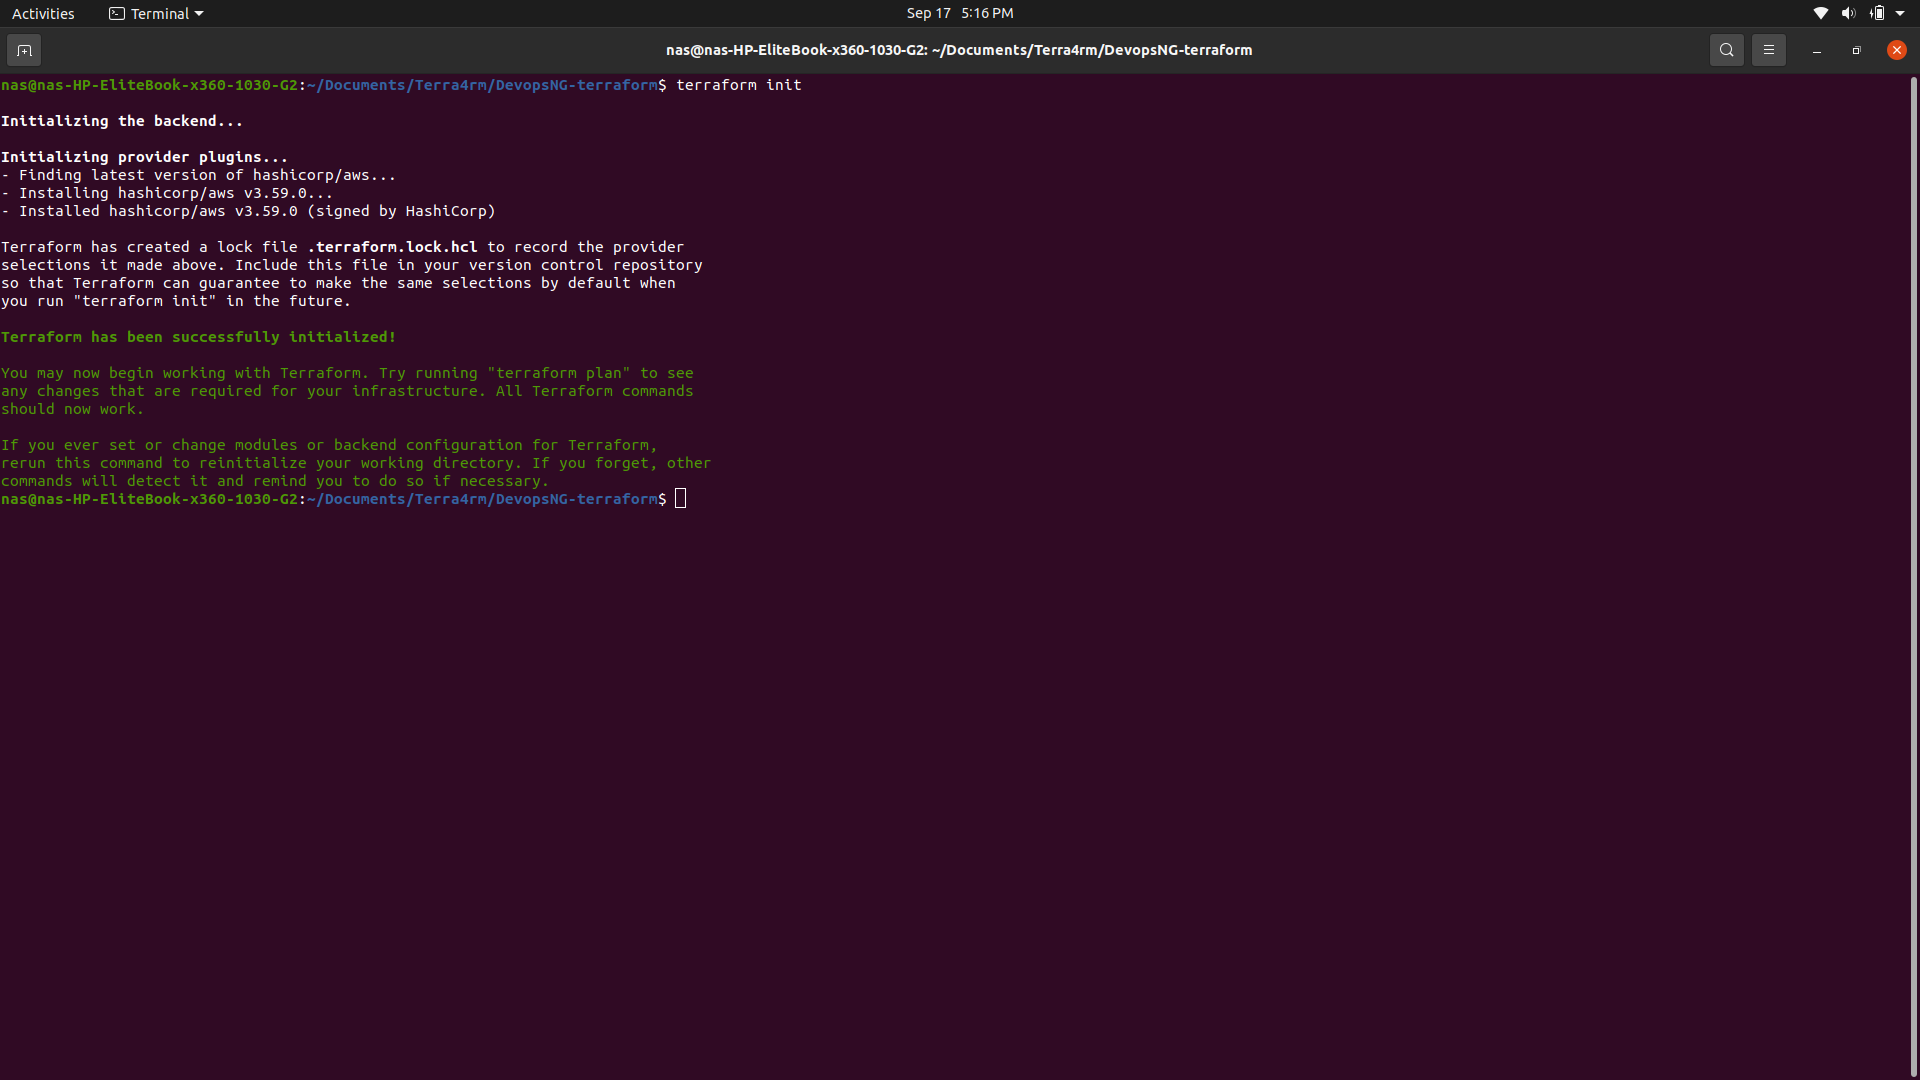 Activities Terminal Sep 17 5:16 PM
nas@nas-HP-EliteBook-x360-1030-G2: ~/Documents/Terra4rm/DevopsNG-terraform
nas@nas-HP-EliteBook-x360-1030-G2:~/Documents/Terra4rm/DevopsNG-terraform$ terraform init
Initializing the backend...
Initializing provider plugins...
- Finding latest version of hashicorp/aws...
- Installing hashicorp/aws v3.59.0...
- Installed hashicorp/aws v3.59.0 (signed by HashiCorp)
Terraform has created a lock file .terraform.lock.hcl to record the provider
selections it made above. Include this file in your version control repository
so that Terraform can guarantee to make the same selections by default when
you run "terraform init" in the future.
Terraform has been successfully initialized!
You may now begin working with Terraform. Try running "terraform plan" to see
any changes that are required for your infrastructure. All Terraform commands
should now work.
If you ever set or change modules or backend configuration for Terraform,
rerun this command to reinitialize your working directory. If you forget, other
commands will detect it and remind you to do so if necessary.
nas@nas-HP-EliteBook-x360-1030-G2:~/Documents/Terra4rm/DevopsNG-terraform$